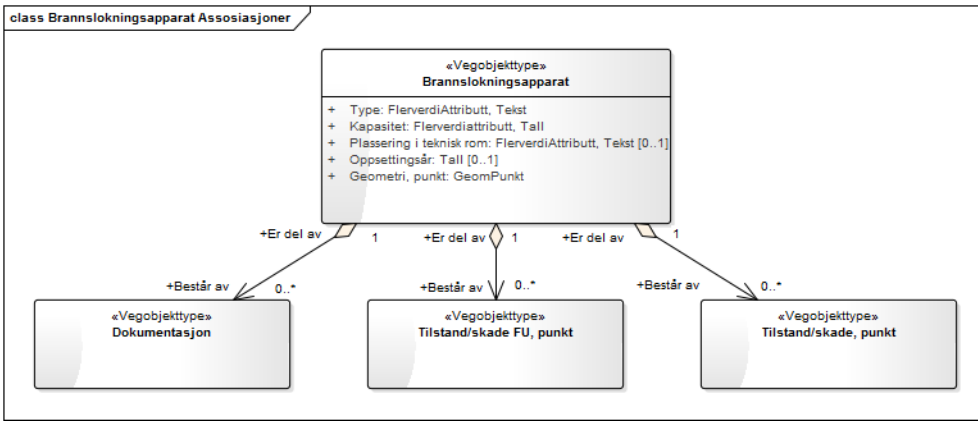 class Brannslokningsapparat Assosiasjoner
«Vegobjekttype»
Brannslokningsapparat
+ Type: FlerverdiAttributt, Tekst
+ Kapasitet: Flerverdiattributt, Tall
+ Plassering i teknisk rom: FlerverdiAttributt, Tekst [0..1]
+ Oppsettingsår: Tall [0..1]
+ Geometri, punkt: GeomPunkt
+Er del av 1 +Er del av 1 +Er del av 1
+Består av 0..* +Består av 0..* +Består av 0..*
«Vegobjekttype» «Vegobjekttype» «Vegobjekttype»
Dokumentasjon Tilstand/skade FU, punkt Tilstand/skade, punkt